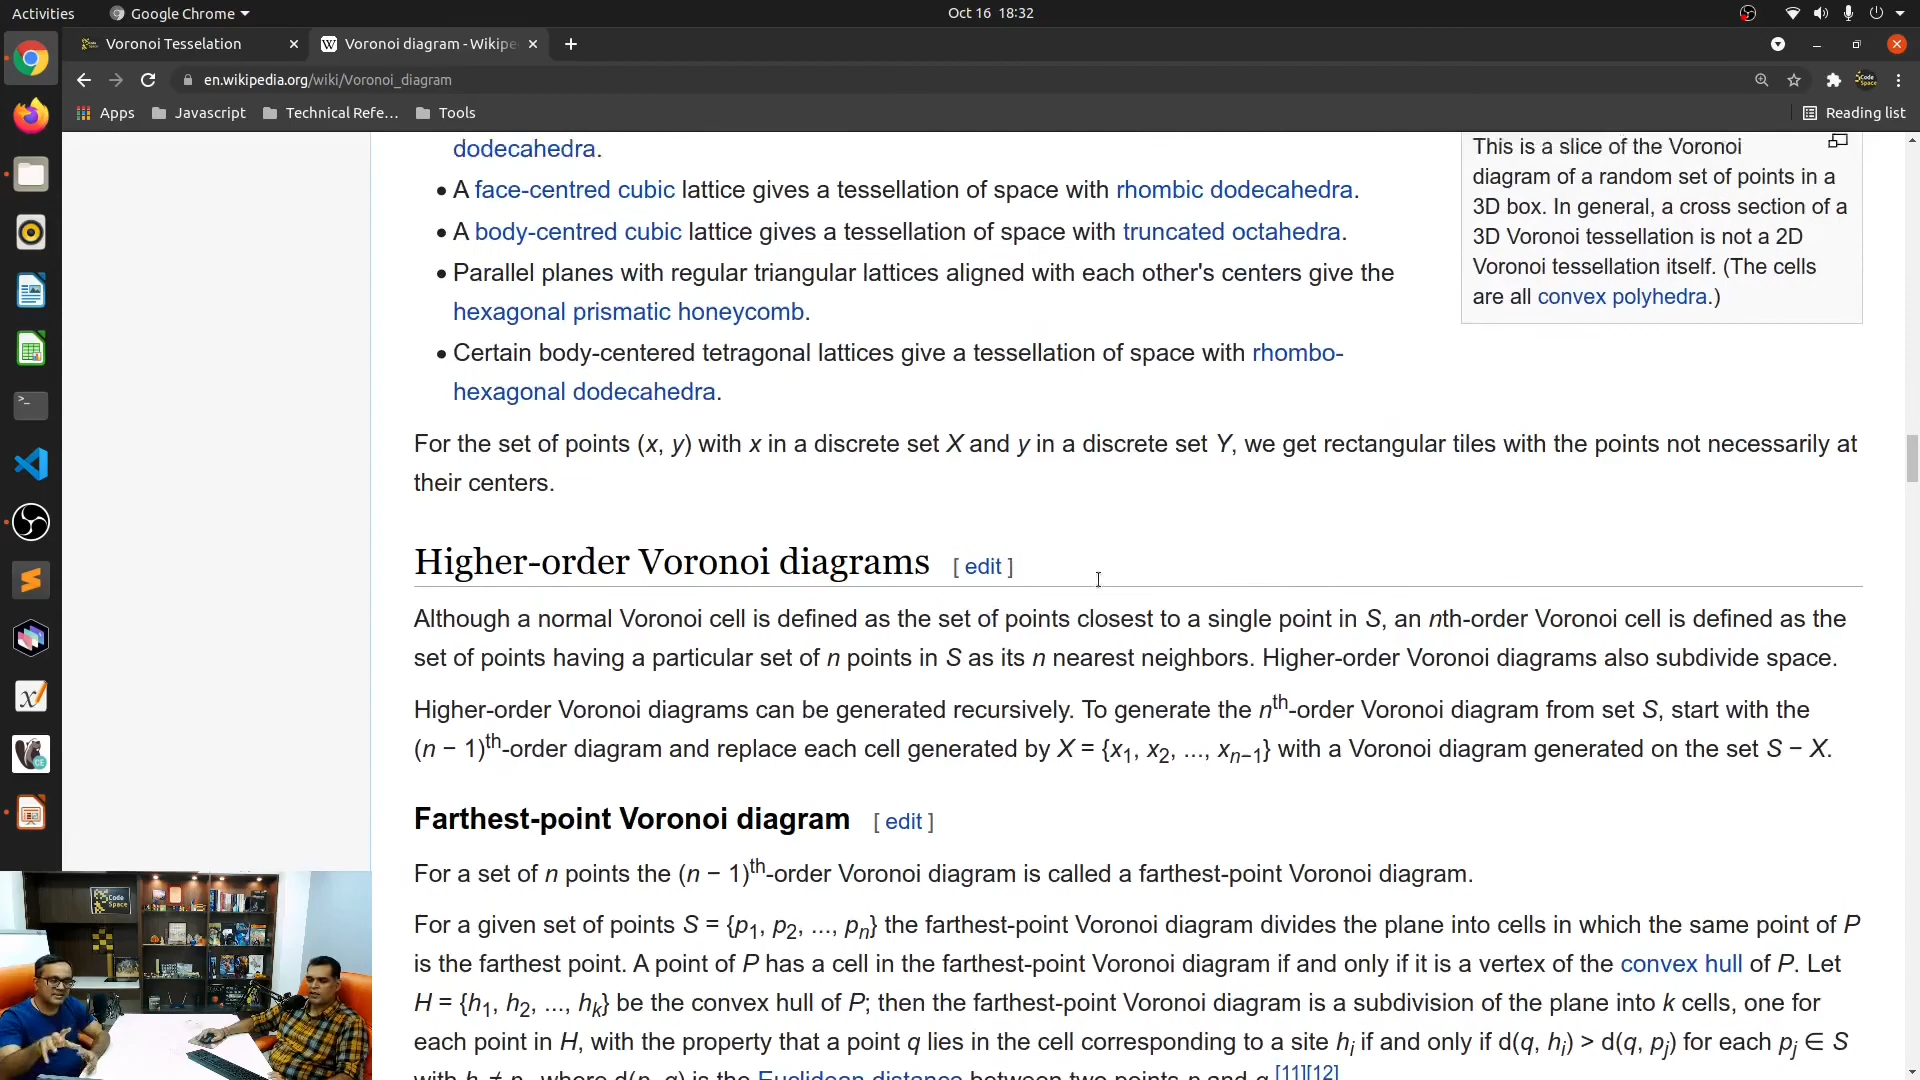 Activities
Google Chrome
Oct 16 18:32
Voronoi Tesselation
Voronoi diagram - Wikipe
en.wikipedia.org/wiki/Voronoi_diagram
Apps
Javascript
Technical Refe…
Tools
Reading list
dodecahedra.
• A face-centred cubic lattice gives a tessellation of space with rhombic dodecahedra.
• A body-centred cubic lattice gives a tessellation of space with truncated octahedra.
• Parallel planes with regular triangular lattices aligned with each other's centers give the
hexagonal prismatic honeycomb.
• Certain body-centered tetragonal lattices give a tessellation of space with rhombo-
hexagonal dodecahedra.
This is a slice of the Voronoi
diagram of a random set of points in a
3D box. In general, a cross section of a
3D Voronoi tessellation is not a 2D
Voronoi tessellation itself. (The cells
are all convex polyhedra.)
For the set of points (x, y) with x in a discrete set X and y in a discrete set Y, we get rectangular tiles with the points not necessarily at
their centers.
Higher-order Voronoi diagrams [ edit ]
Although a normal Voronoi cell is defined as the set of points closest to a single point in S, an nth-order Voronoi cell is defined as the
set of points having a particular set of n points in S as its n nearest neighbors. Higher-order Voronoi diagrams also subdivide space.
Higher-order Voronoi diagrams can be generated recursively. To generate the nth-order Voronoi diagram from set S, start with the
(n − 1)th-order diagram and replace each cell generated by X = {x1, x2, ..., xn−1} with a Voronoi diagram generated on the set S − X.
Farthest-point Voronoi diagram [ edit ]
For a set of n points the (n − 1)th-order Voronoi diagram is called a farthest-point Voronoi diagram.
For a given set of points S = {p1, p2, ..., pn} the farthest-point Voronoi diagram divides the plane into cells in which the same point of P
is the farthest point. A point of P has a cell in the farthest-point Voronoi diagram if and only if it is a vertex of the convex hull of P. Let
H = {h1, h2, ..., hk} be the convex hull of P; then the farthest-point Voronoi diagram is a subdivision of the plane into k cells, one for
each point in H, with the property that a point q lies in the cell corresponding to a site hi if and only if d(q, hi) > d(q, pj) for each pj ∈ S
with hi ≠ pj, where d(p, q) is the Euclidean distance between two points p and q.[11][12]
Code
Space